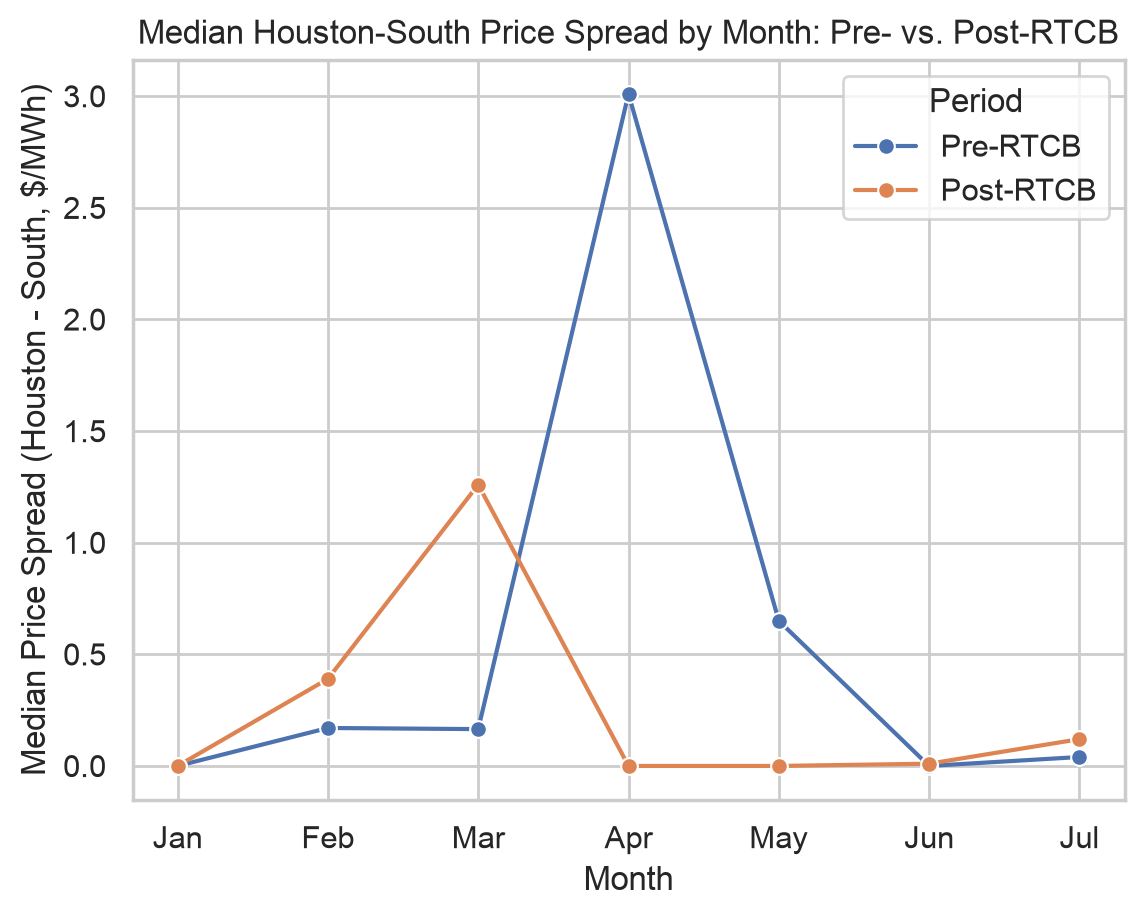 Median Houston-South Price Spread by Month: Pre- vs. Post-RTCB
Median Price Spread (Houston - South, $/MWh)
3.0
2.5
2.0
1.5
1.0
0.5
0.0
Period
Pre-RTCB
Post-RTCB
Jan Feb Mar Apr May Jun Jul
Month